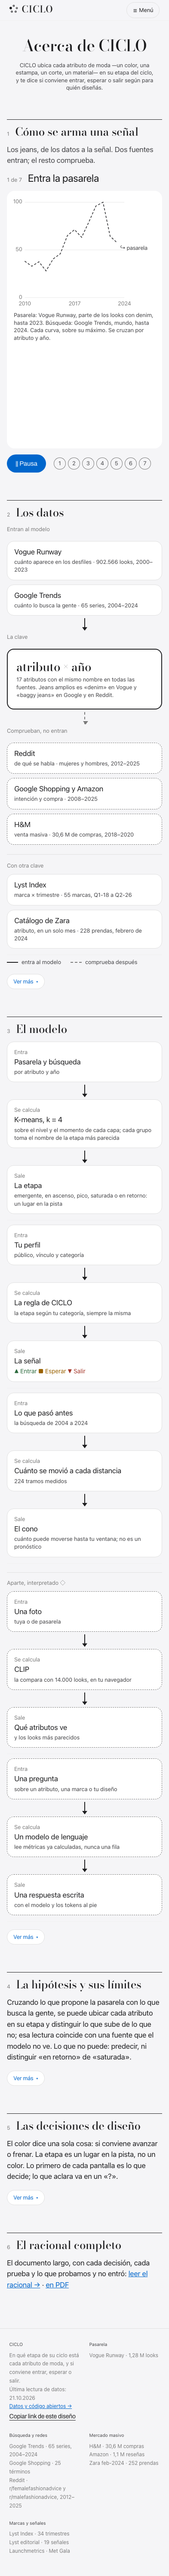 CICLO
≡ Menú
Acerca de CICLO
CICLO ubica cada atributo de moda —un color, una
estampa, un corte, un material— en su etapa del ciclo,
y te dice si conviene entrar, esperar o salir según para
quién diseñás.
1 Cómo se arma una señal
Los jeans, de los datos a la señal. Dos fuentes
entran; el resto comprueba.
1 de 7 Entra la pasarela
100
50
0
pasarela
2010 2017 2024
Pasarela: Vogue Runway, parte de los looks con denim,
hasta 2023. Búsqueda: Google Trends, mundo, hasta
2024. Cada curva, sobre su máximo. Se cruzan por
atributo y año.
|| Pausa 1 2 3 4 5 6 7
2 Los datos
Entran al modelo
Vogue Runway
cuánto aparece en los desfiles · 902.566 looks, 2000–
2023
Google Trends
cuánto lo busca la gente · 65 series, 2004–2024
La clave
atributo × año
17 atributos con el mismo nombre en todas las
fuentes. Jeans amplios es «denim» en Vogue y
«baggy jeans» en Google y en Reddit.
Comprueban, no entran
Reddit
de qué se habla · mujeres y hombres, 2012–2025
Google Shopping y Amazon
intención y compra · 2008–2025
H&M
venta masiva · 30,6 M de compras, 2018–2020
Con otra clave
Lyst Index
marca × trimestre · 55 marcas, Q1-18 a Q2-26
Catálogo de Zara
atributo, en un solo mes · 228 prendas, febrero de
2024
entra al modelo comprueba después
Ver más +
3 El modelo
Entra
Pasarela y búsqueda
por atributo y año
Se calcula
K-means, k = 4
sobre el nivel y el momento de cada capa; cada grupo
toma el nombre de la etapa más parecida
Sale
La etapa
emergente, en ascenso, pico, saturada o en retorno:
un lugar en la pista
Entra
Tu perfil
público, vínculo y categoría
Se calcula
La regla de CICLO
la etapa según tu categoría, siempre la misma
Sale
La señal
▲ Entrar ■ Esperar ▼ Salir
Entra
Lo que pasó antes
la búsqueda de 2004 a 2024
Se calcula
Cuánto se movió a cada distancia
224 tramos medidos
Sale
El cono
cuánto puede moverse hasta tu ventana; no es un
pronóstico
Aparte, interpretado ◇
Entra
Una foto
tuya o de pasarela
Se calcula
CLIP
la compara con 14.000 looks, en tu navegador
Sale
Qué atributos ve
y los looks más parecidos
Entra
Una pregunta
sobre un atributo, una marca o tu diseño
Se calcula
Un modelo de lenguaje
lee métricas ya calculadas, nunca una fila
Sale
Una respuesta escrita
con el modelo y los tokens al pie
Ver más +
4 La hipótesis y sus límites
Cruzando lo que propone la pasarela con lo que
busca la gente, se puede ubicar cada atributo
en su etapa y distinguir lo que sube de lo que
no; esa lectura coincide con una fuente que el
modelo no ve. Lo que no puede: predecir, ni
distinguir «en retorno» de «saturada».
Ver más +
5 Las decisiones de diseño
El color dice una sola cosa: si conviene avanzar
o frenar. La etapa es un lugar en la pista, no un
color. Lo primero de cada pantalla es lo que
decide; lo que aclara va en un «?».
Ver más +
6 El racional completo
El documento largo, con cada decisión, cada
prueba y lo que probamos y no entró: leer el
racional → · en PDF
CICLO
En qué etapa de su ciclo está
cada atributo de moda, y si
conviene entrar, esperar o
salir.
Última lectura de datos:
21.10.2026
Datos y código abiertos →
Copiar link de este diseño
Pasarela
Vogue Runway · 1,28 M looks
Búsqueda y redes
Google Trends · 65 series,
2004–2024
Google Shopping · 25
términos
Reddit ·
r/femalefashionadvice y
r/malefashionadvice, 2012–
2025
Mercado masivo
H&M · 30,6 M compras
Amazon · 1,1 M reseñas
Zara feb-2024 · 252 prendas
Marcas y señales
Lyst Index · 34 trimestres
Lyst editorial · 19 señales
Launchmetrics · Met Gala